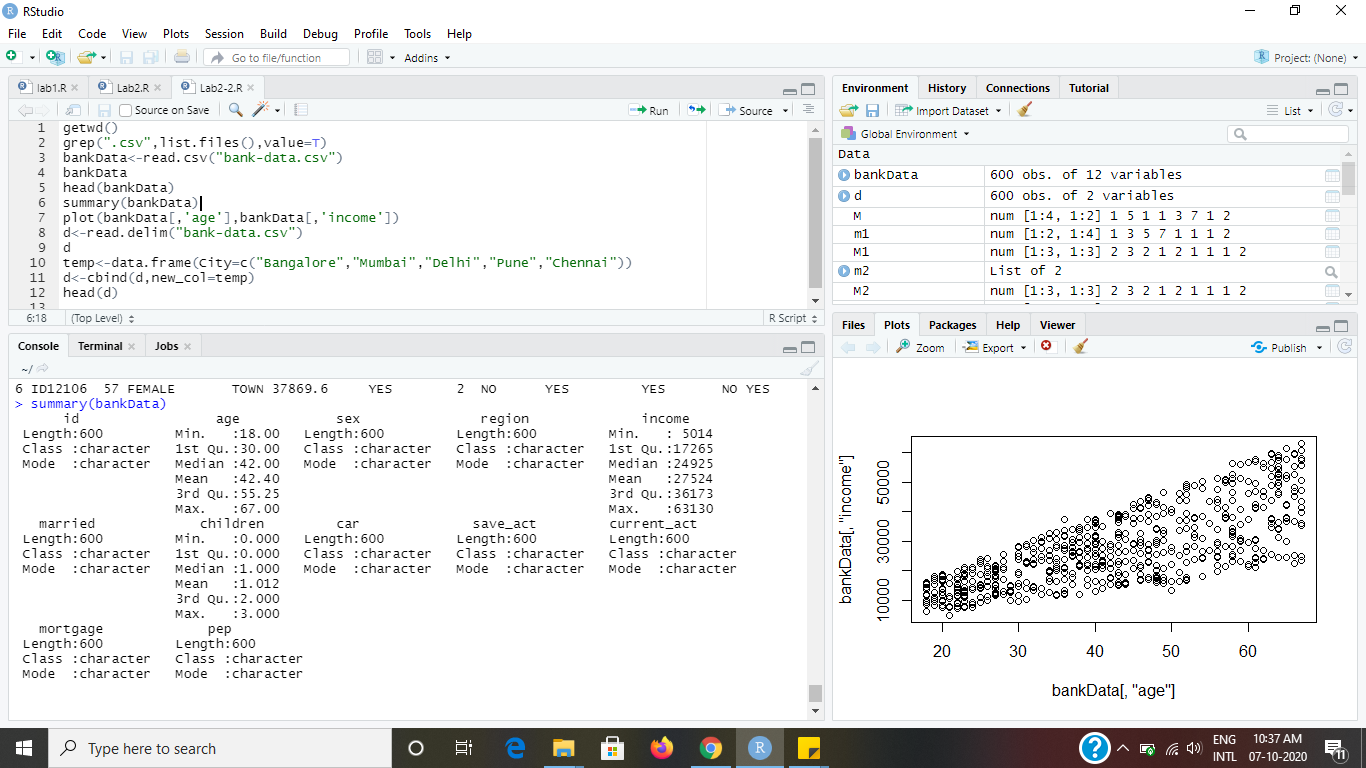 RStudio
File Edit Code View Plots Session Build Debug Profile Tools Help
Go to file/function Addins Project: (None)
lab1.R Lab2.R Lab2-2.R
Source on Save Run Source
1 getwd()
2 grep(".csv",list.files(),value=T)
3 bankData<-read.csv("bank-data.csv")
4 bankData
5 head(bankData)
6 summary(bankData)
7 plot(bankData[,'age'],bankData[,'income'])
8 d<-read.delim("bank-data.csv")
9 d
10 temp<-data.frame(City=c("Bangalore","Mumbai","Delhi","Pune","Chennai"))
11 d<-cbind(d,new_col=temp)
12 head(d)
13
6:18 (Top Level) R Script
Console Terminal Jobs
~/
6 ID12106 57 FEMALE TOWN 37869.6 YES 2 NO YES YES NO YES
> summary(bankData)
id age sex region income
Length:600 Min. :18.00 Length:600 Length:600 Min. : 5014
Class :character 1st Qu.:30.00 Class :character Class :character 1st Qu.:17265
Mode :character Median :42.00 Mode :character Mode :character Median :24925
Mean :42.40 Mean :27524
3rd Qu.:55.25 3rd Qu.:36173
Max. :67.00 Max. :63130
married children car save_act current_act
Length:600 Min. :0.000 Length:600 Length:600 Length:600
Class :character 1st Qu.:0.000 Class :character Class :character Class :character
Mode :character Median :1.000 Mode :character Mode :character Mode :character
Mean :1.012
3rd Qu.:2.000
Max. :3.000
mortgage pep
Length:600 Length:600
Class :character Class :character
Mode :character Mode :character
Environment History Connections Tutorial
Import Dataset List
Global Environment
Data
bankData 600 obs. of 12 variables
d 600 obs. of 2 variables
M num [1:4, 1:2] 1 5 1 1 3 7 1 2
m1 num [1:2, 1:4] 1 3 5 7 1 1 1 2
M1 num [1:3, 1:3] 2 3 2 1 2 1 1 1 2
m2 List of 2
M2 num [1:3, 1:3] 2 3 2 1 2 1 1 1 2
Files Plots Packages Help Viewer
Zoom Export Publish
bankData[, "income"]
50000
30000
10000
20 30 40 50 60
bankData[, "age"]
Type here to search
ENG
INTL
10:37 AM
07-10-2020
11